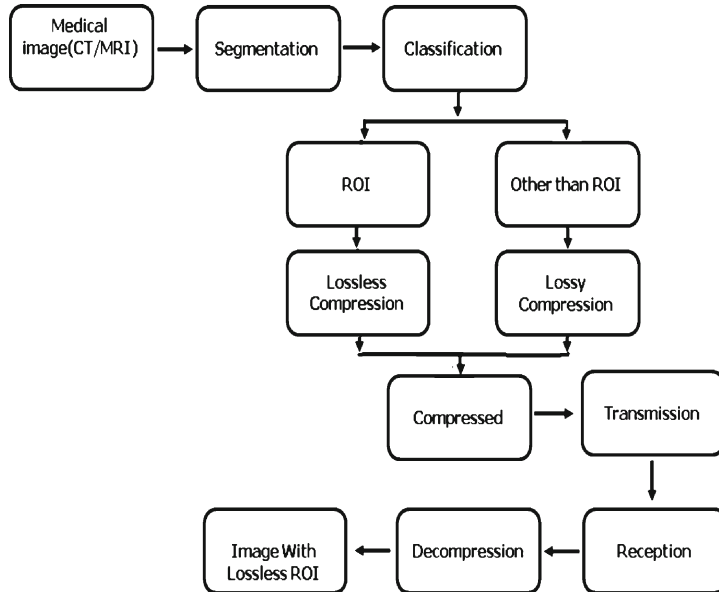 Medical
image(CT/MRI)
Segmentation
Classification
ROI
Other than ROI
Lossless
Compression
Lossy
Compression
Compressed
Transmission
Reception
Decompression
Image With
Lossless ROI